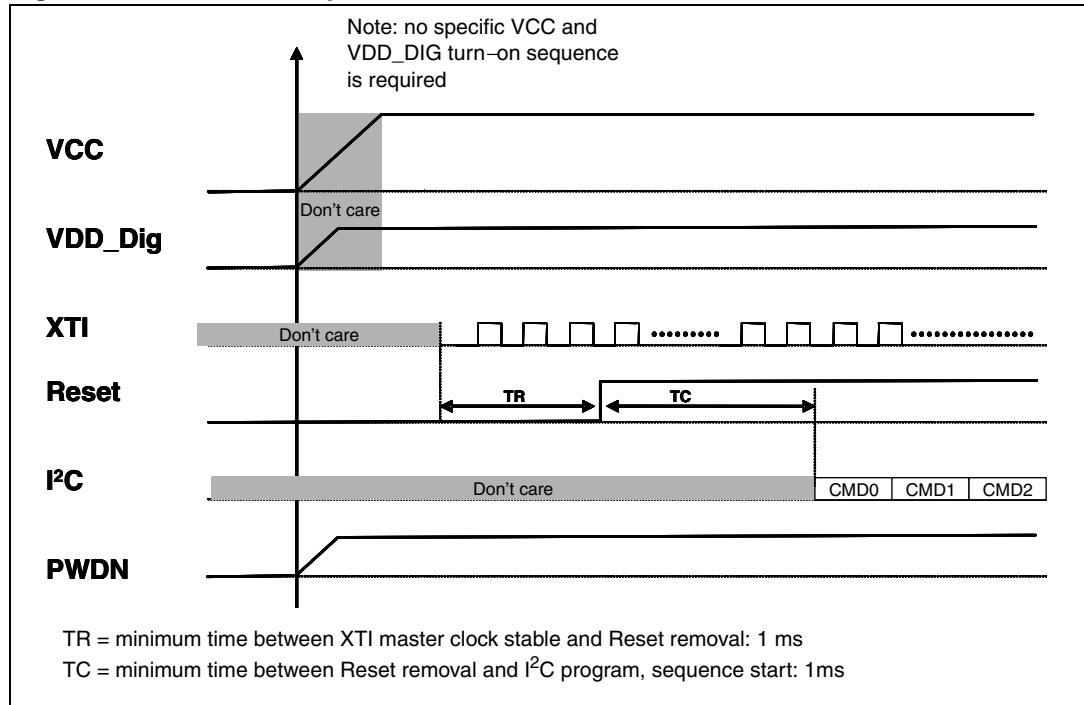 Note: no specific VCC and
VDD_DIG turn–on sequence
is required
VCC
Don't care
VDD_Dig
XTI
Don't care
Reset
TR
TC
I²C
Don't care
CMD0 CMD1 CMD2
PWDN
TR = minimum time between XTI master clock stable and Reset removal: 1 ms
TC = minimum time between Reset removal and I²C program, sequence start: 1ms